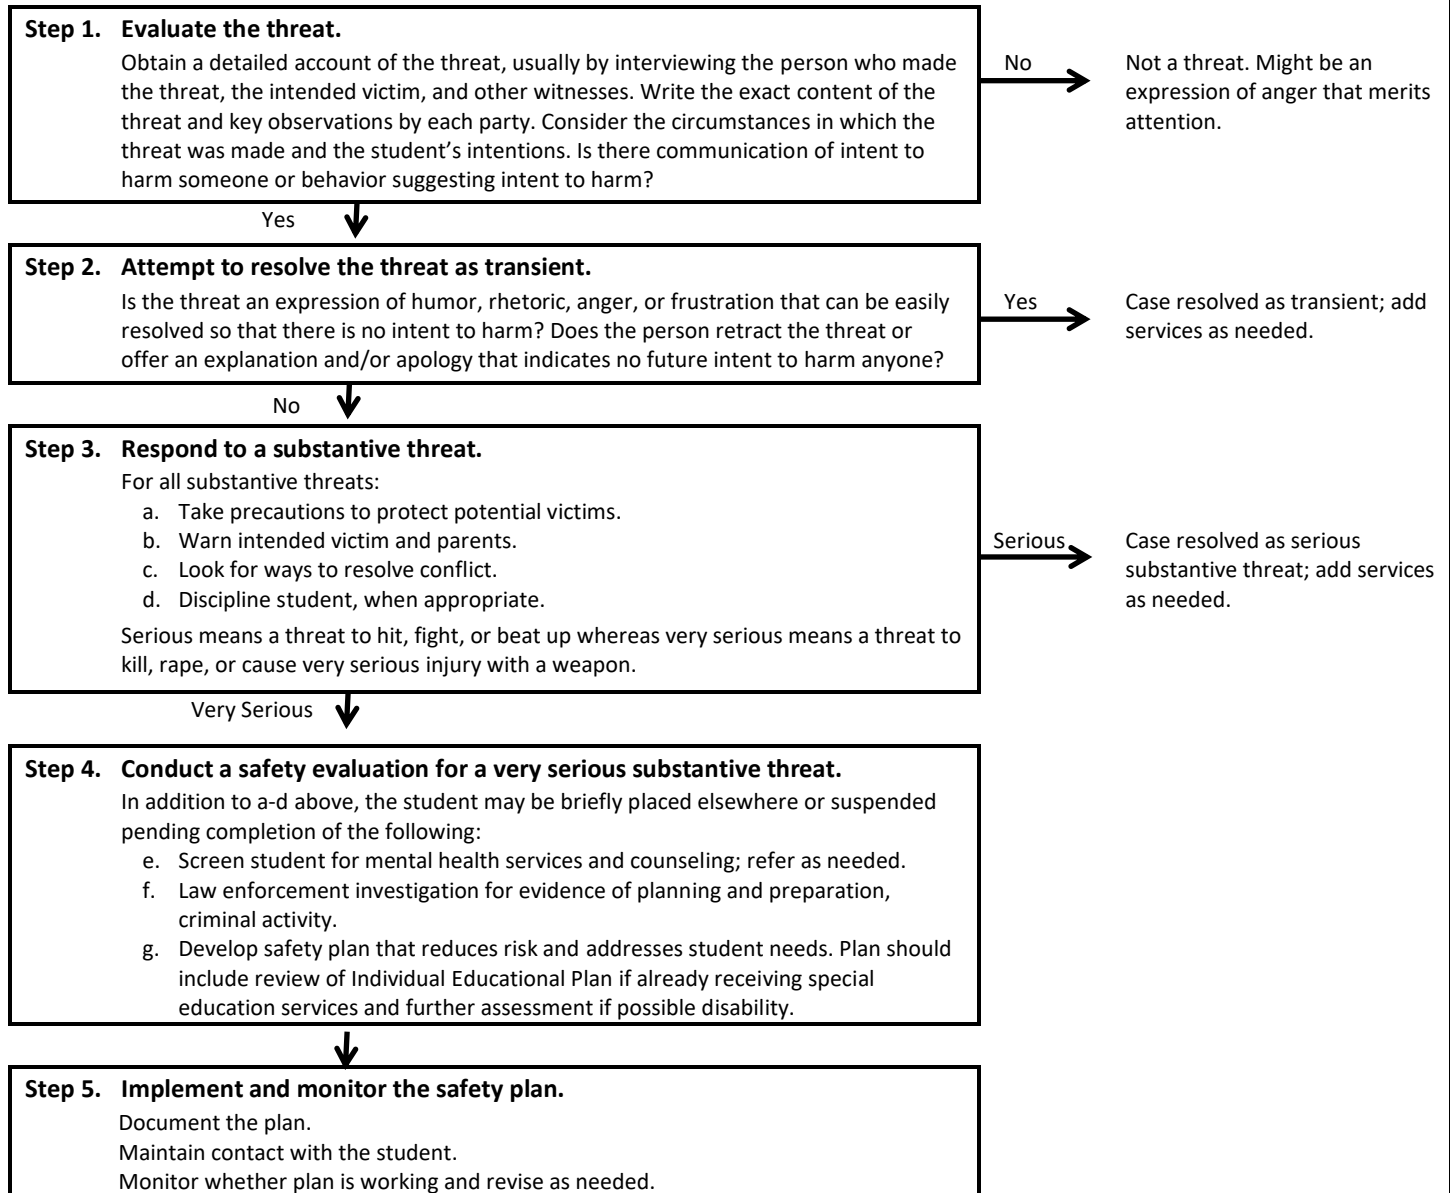 Step 1. Evaluate the threat.
Obtain a detailed account of the threat, usually by interviewing the person who made
the threat, the intended victim, and other witnesses. Write the exact content of the
threat and key observations by each party. Consider the circumstances in which the
threat was made and the student’s intentions. Is there communication of intent to
harm someone or behavior suggesting intent to harm?
No
Not a threat. Might be an
expression of anger that merits
attention.
Yes
Step 2. Attempt to resolve the threat as transient.
Is the threat an expression of humor, rhetoric, anger, or frustration that can be easily
resolved so that there is no intent to harm? Does the person retract the threat or
offer an explanation and/or apology that indicates no future intent to harm anyone?
Yes
Case resolved as transient; add
services as needed.
No
Step 3. Respond to a substantive threat.
For all substantive threats:
a. Take precautions to protect potential victims.
b. Warn intended victim and parents.
c. Look for ways to resolve conflict.
d. Discipline student, when appropriate.
Serious means a threat to hit, fight, or beat up whereas very serious means a threat to
kill, rape, or cause very serious injury with a weapon.
Serious
Case resolved as serious
substantive threat; add services
as needed.
Very Serious
Step 4. Conduct a safety evaluation for a very serious substantive threat.
In addition to a-d above, the student may be briefly placed elsewhere or suspended
pending completion of the following:
e. Screen student for mental health services and counseling; refer as needed.
f. Law enforcement investigation for evidence of planning and preparation,
criminal activity.
g. Develop safety plan that reduces risk and addresses student needs. Plan should
include review of Individual Educational Plan if already receiving special
education services and further assessment if possible disability.
Step 5. Implement and monitor the safety plan.
Document the plan.
Maintain contact with the student.
Monitor whether plan is working and revise as needed.